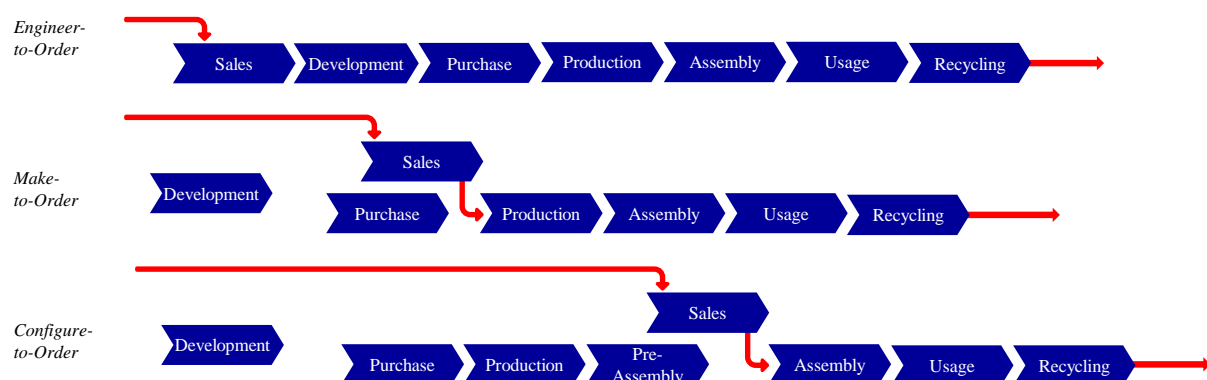 Engineer-
to-Order
Sales
Development
Purchase
Production
Assembly
Usage
Recycling
Make-
to-Order
Development
Sales
Purchase
Production
Assembly
Usage
Recycling
Configure-
to-Order
Development
Sales
Purchase
Production
Pre-
Assembly
Assembly
Usage
Recycling